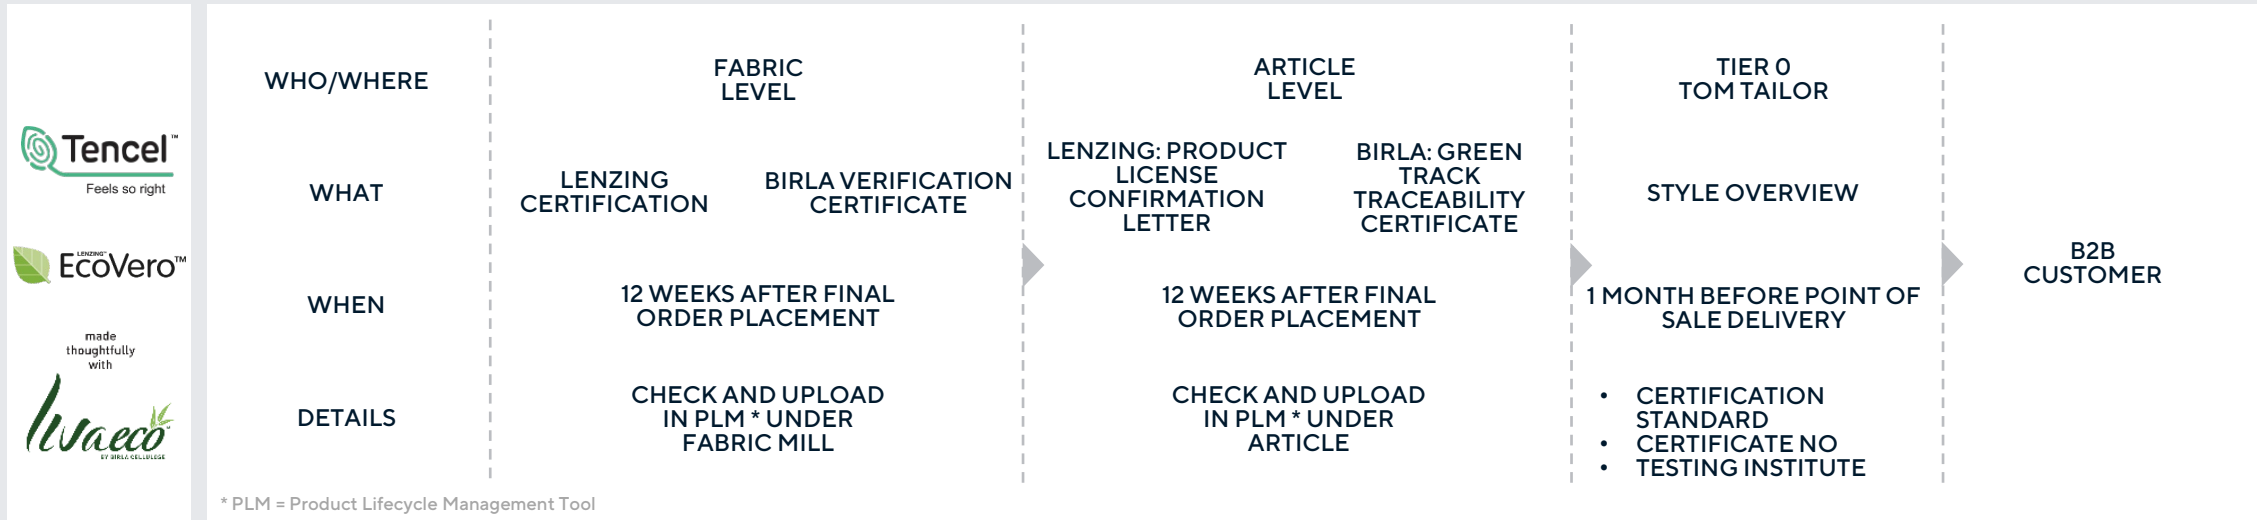 Tencel™
Feels so right
LENZING™
EcoVero™
made
thoughtfully
with
Livaeco™
BY BIRLA CELLULOSE
WHO/WHERE
FABRIC
LEVEL
ARTICLE
LEVEL
TIER 0
TOM TAILOR
WHAT
LENZING
CERTIFICATION
BIRLA VERIFICATION
CERTIFICATE
LENZING: PRODUCT
LICENSE
CONFIRMATION
LETTER
BIRLA: GREEN
TRACK
TRACEABILITY
CERTIFICATE
STYLE OVERVIEW
WHEN
12 WEEKS AFTER FINAL
ORDER PLACEMENT
12 WEEKS AFTER FINAL
ORDER PLACEMENT
1 MONTH BEFORE POINT OF
SALE DELIVERY
B2B
CUSTOMER
DETAILS
CHECK AND UPLOAD
IN PLM * UNDER
FABRIC MILL
CHECK AND UPLOAD
IN PLM * UNDER
ARTICLE
• CERTIFICATION
STANDARD
• CERTIFICATE NO
• TESTING INSTITUTE
* PLM = Product Lifecycle Management Tool